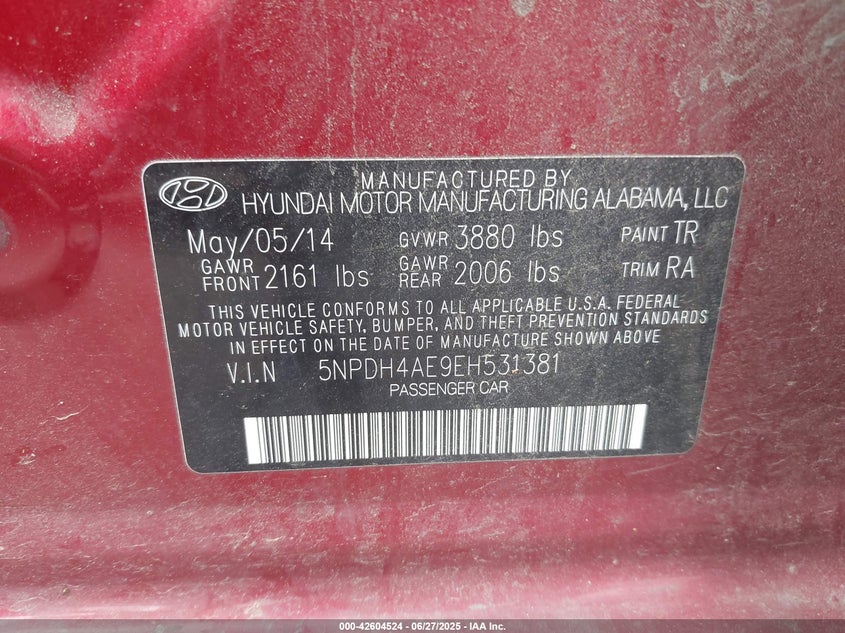 MANUFACTURED BY
HYUNDAI MOTOR MANUFACTURING ALABAMA, LLC
May/05/14 GVWR 3880 lbs PAINT TR
GAWR FRONT 2161 lbs GAWR REAR 2006 lbs TRIM RA
THIS VEHICLE CONFORMS TO ALL APPLICABLE U.S.A. FEDERAL
MOTOR VEHICLE SAFETY, BUMPER, AND THEFT PREVENTION STANDARDS
IN EFFECT ON THE DATE OF MANUFACTURE SHOWN ABOVE
V.I.N 5NPDH4AE9EH531381
PASSENGER CAR
000-42604524 | 06/27/2025 - IAA Inc.